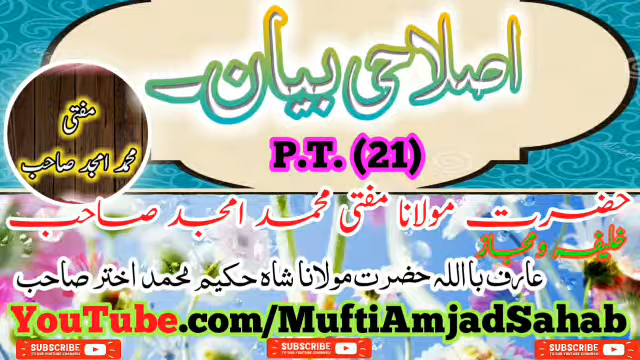 اصلاحی بیان۔
مفتی
محمد امجد صاحب
P.T. (21)
حضرت مولانا مفتی محمد امجد صاحب
خلیفہ و مجاز
عارف بااللہ حضرت مولانا شاہ حکیم محمد اختر صاحب
YouTube.com/MuftiAmjadSahab
SUBSCRIBE
SUBSCRIBE
SUBSCRIBE
SUBSCRIBE